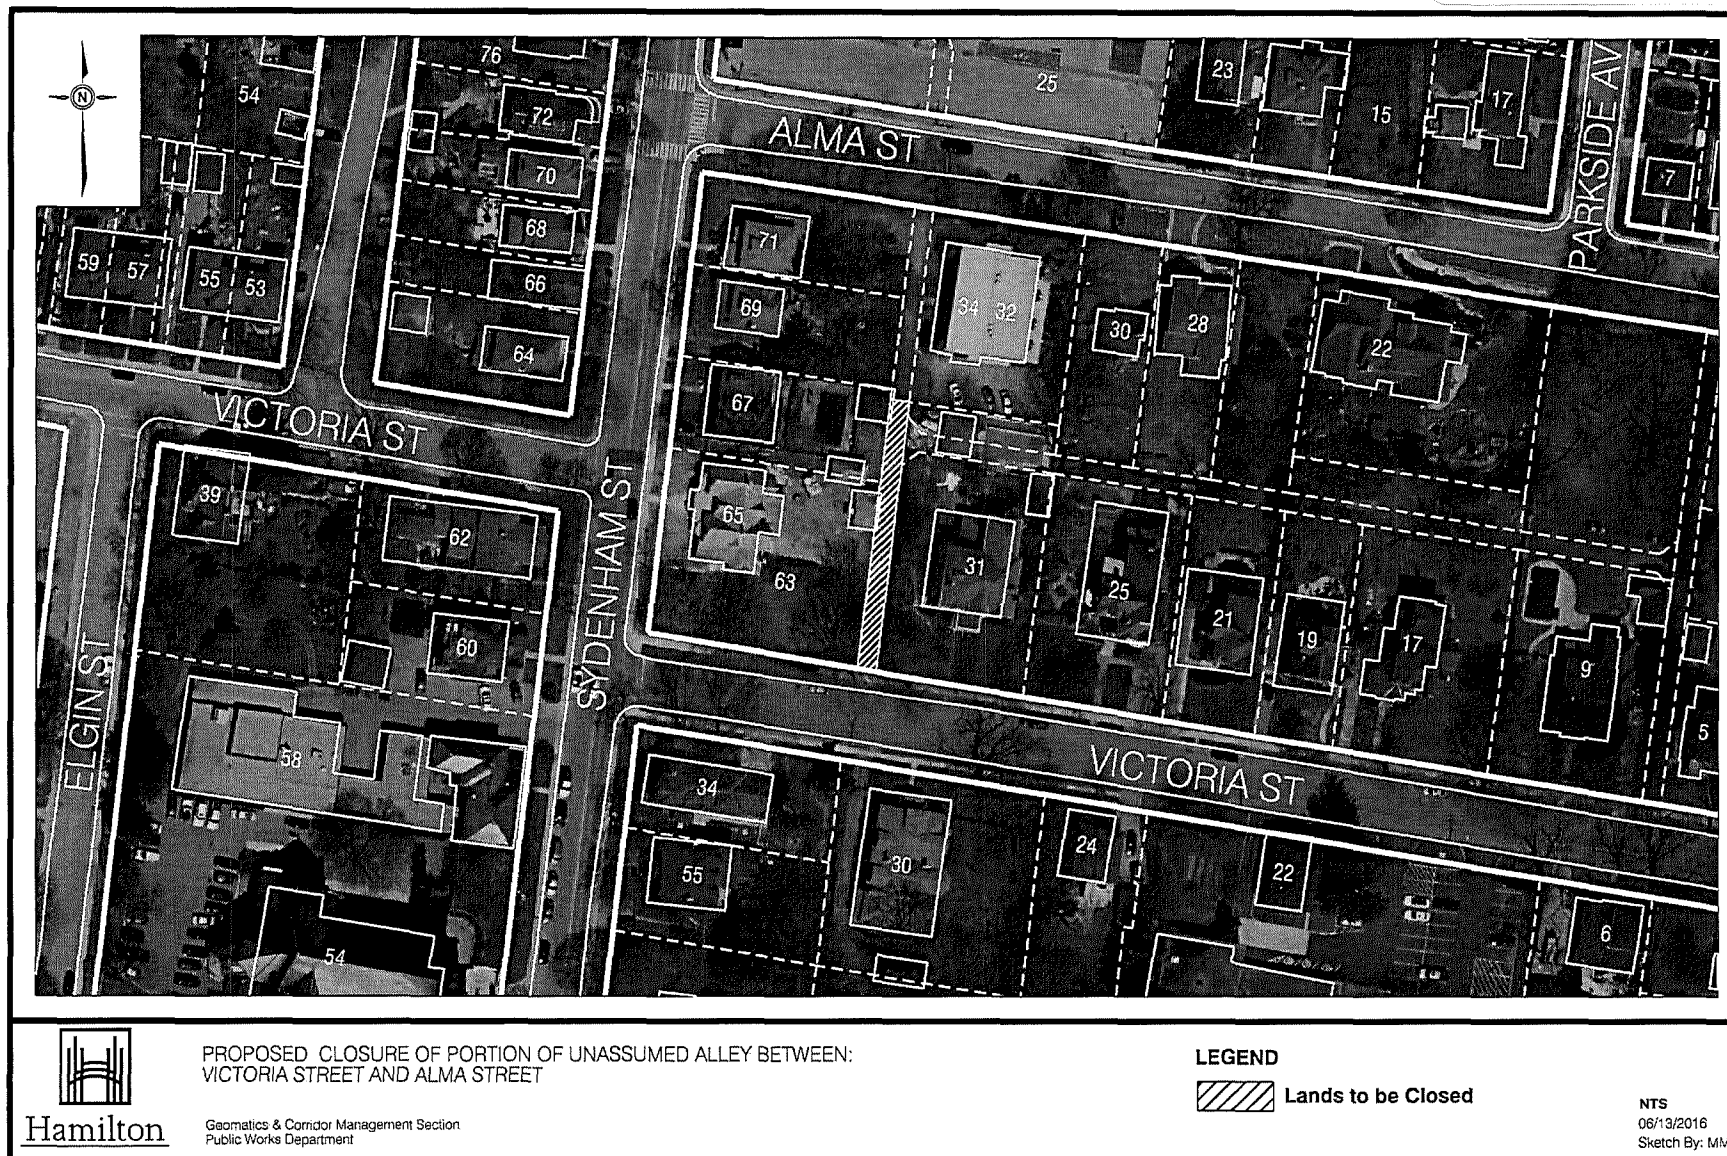 N
54
76
72
70
68
66
64
59
57
55
53
25
23
15
17
7
ALMA ST
PARKSIDE AV
71
69
67
65
63
34
32
30
28
22
31
25
21
19
17
9
5
VICTORIA ST
39
62
60
58
54
ELGIN ST
SYDENHAM ST
VICTORIA ST
34
55
30
24
22
6
Hamilton
PROPOSED CLOSURE OF PORTION OF UNASSUMED ALLEY BETWEEN:
VICTORIA STREET AND ALMA STREET
Geomatics & Corridor Management Section
Public Works Department
LEGEND
Lands to be Closed
NTS
06/13/2016
Sketch By: MM